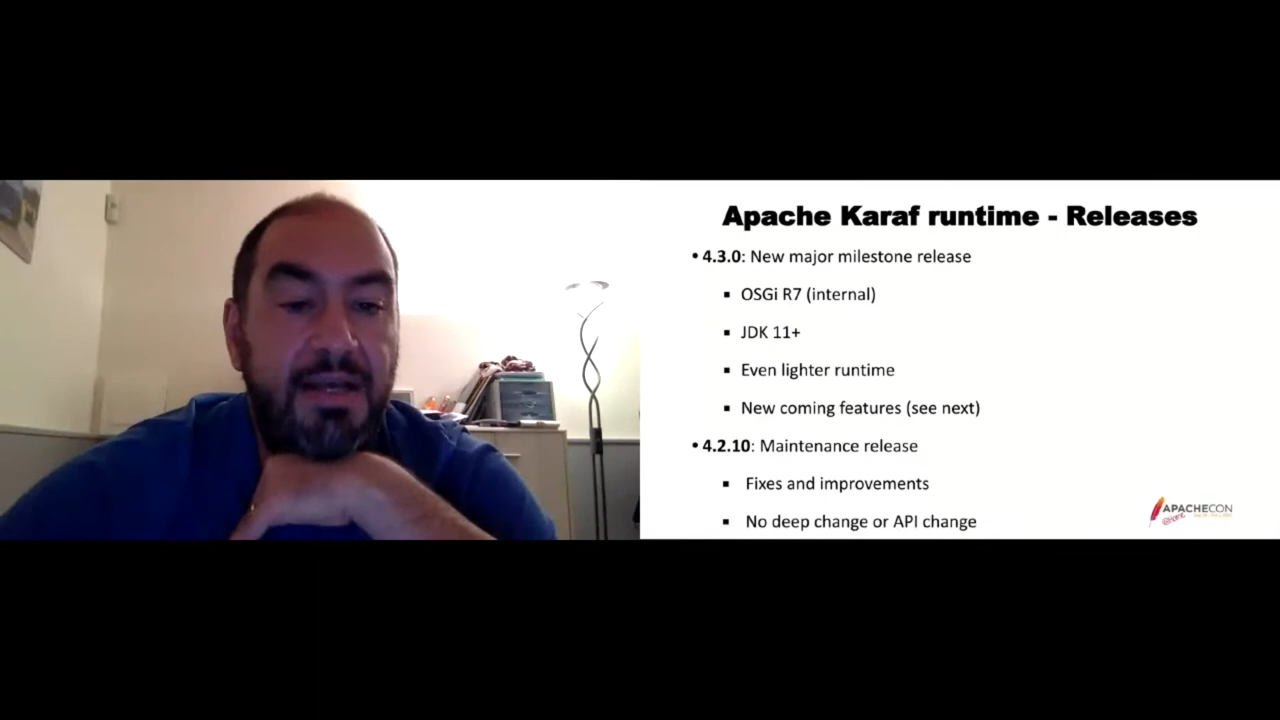 Apache Karaf runtime - Releases
• 4.3.0: New major milestone release
▪ OSGi R7 (internal)
▪ JDK 11+
▪ Even lighter runtime
▪ New coming features (see next)
• 4.2.10: Maintenance release
▪ Fixes and improvements
▪ No deep change or API change
APACHECON
@Home